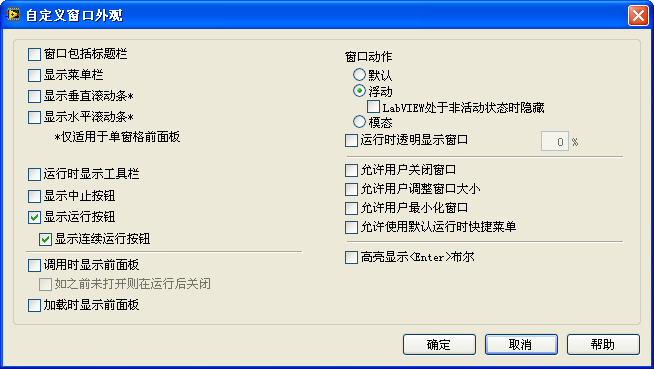 自定义窗口外观
窗口包括标题栏
显示菜单栏
显示垂直滚动条*
显示水平滚动条*
*仅适用于单窗格前面板
运行时显示工具栏
显示中止按钮
显示运行按钮
显示连续运行按钮
调用时显示前面板
如之前未打开则在运行后关闭
加载时显示前面板
窗口动作
默认
浮动
LabVIEW处于非活动状态时隐藏
模态
运行时透明显示窗口 0 %
允许用户关闭窗口
允许用户调整窗口大小
允许用户最小化窗口
允许使用默认运行时快捷菜单
高亮显示<Enter>布尔
确定 取消 帮助